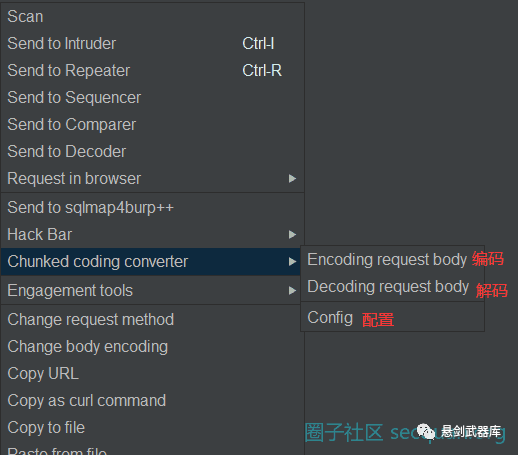 Scan
Send to Intruder Ctrl-I
Send to Repeater Ctrl-R
Send to Sequencer
Send to Comparer
Send to Decoder
Request in browser
Send to sqlmap4burp++
Hack Bar
Chunked coding converter
Encoding request body 编码
Decoding request body 解码
Engagement tools
Config 配置
Change request method
Change body encoding
Copy URL
Copy as curl command
Copy to file
圈子社区
悬剑武器库
Paste from file